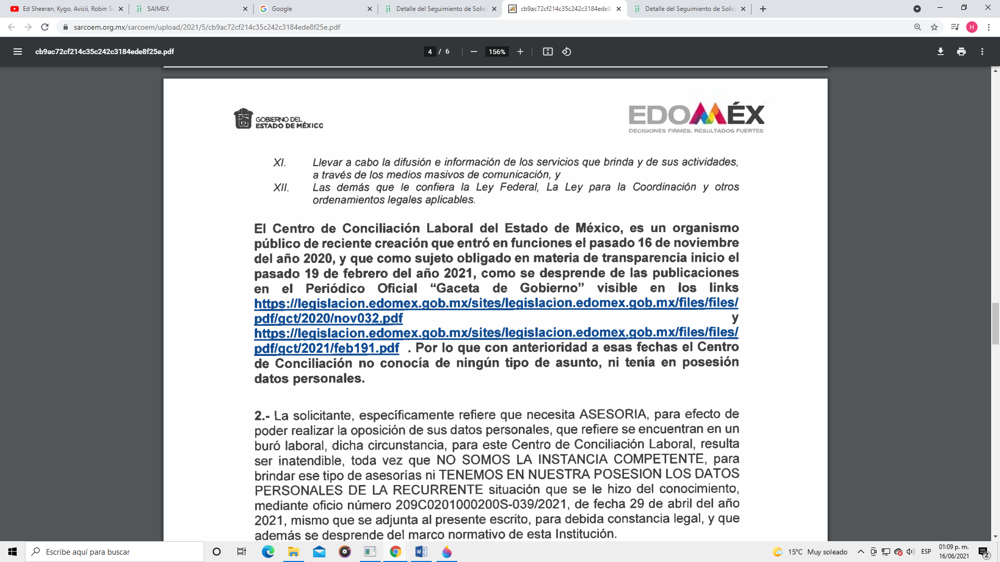 Ed Sheeran, Kygo, Avicii, Robin Sc
SAIMEX
Google
Detalle del Seguimiento de Solici
cb9ac72cf214c35c242c3184ede8
Detalle del Seguimiento de Solici
sarcoem.org.mx/sarcoem/upload/2021/5/cb9ac72cf214c35c242c3184ede8f25e.pdf
H
cb9ac72cf214c35c242c3184ede8f25e.pdf
4 / 6
156%
GOBIERNO DEL
ESTADO DE MÉXICO
EDOMÉX
DECISIONES FIRMES, RESULTADOS FUERTES
XI. Llevar a cabo la difusión e información de los servicios que brinda y de sus actividades,
a través de los medios masivos de comunicación, y
XII. Las demás que le confiera la Ley Federal, La Ley para la Coordinación y otros
ordenamientos legales aplicables.
El Centro de Conciliación Laboral del Estado de México, es un organismo
público de reciente creación que entró en funciones el pasado 16 de noviembre
del año 2020, y que como sujeto obligado en materia de transparencia inicio el
pasado 19 de febrero del año 2021, como se desprende de las publicaciones
en el Periódico Oficial “Gaceta de Gobierno” visible en los links
https://legislacion.edomex.gob.mx/sites/legislacion.edomex.gob.mx/files/files/
pdf/gct/2020/nov032.pdf y
https://legislacion.edomex.gob.mx/sites/legislacion.edomex.gob.mx/files/files/
pdf/gct/2021/feb191.pdf . Por lo que con anterioridad a esas fechas el Centro
de Conciliación no conocía de ningún tipo de asunto, ni tenía en posesión
datos personales.
2.- La solicitante, específicamente refiere que necesita ASESORIA, para efecto de
poder realizar la oposición de sus datos personales, que refiere se encuentran en un
buró laboral, dicha circunstancia, para este Centro de Conciliación Laboral, resulta
ser inatendible, toda vez que NO SOMOS LA INSTANCIA COMPETENTE, para
brindar ese tipo de asesorías ni TENEMOS EN NUESTRA POSESION LOS DATOS
PERSONALES DE LA RECURRENTE situación que se le hizo del conocimiento,
mediante oficio número 209C0201000200S-039/2021, de fecha 29 de abril del año
2021, mismo que se adjunta al presente escrito, para debida constancia legal, y que
además se desprende del marco normativo de esta Institución.
Escribe aquí para buscar
15°C Muy soleado
ESP
01:09 p. m.
16/06/2021
2